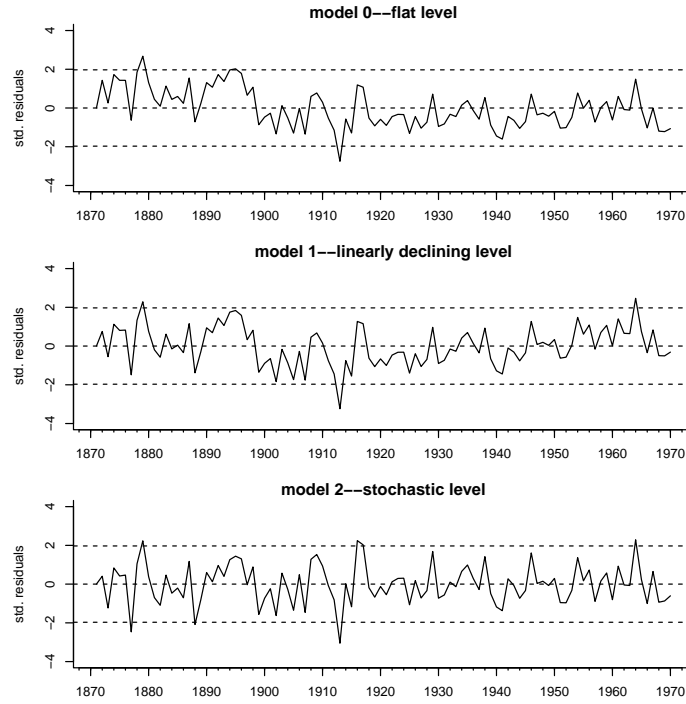 model 0––flat level
std. residuals
4
2
0
−2
−4
1870 1880 1890 1900 1910 1920 1930 1940 1950 1960 1970
model 1––linearly declining level
std. residuals
4
2
0
−2
−4
1870 1880 1890 1900 1910 1920 1930 1940 1950 1960 1970
model 2––stochastic level
std. residuals
4
2
0
−2
−4
1870 1880 1890 1900 1910 1920 1930 1940 1950 1960 1970